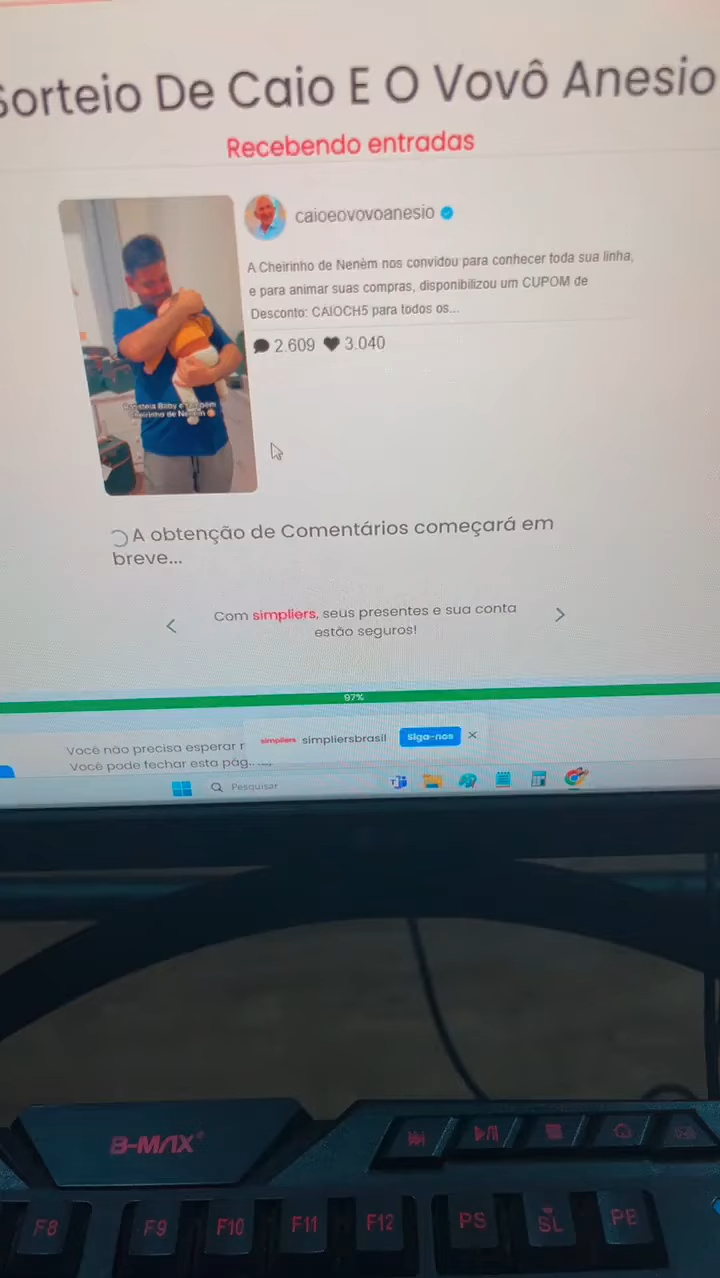 Sorteio De Caio E O Vovô Anesio
Recebendo entradas
caioeovovoanesio
A Cheirinho de Neném nos convidou para conhecer toda sua linha,
e para animar suas compras, disponibilizou um CUPOM de
Desconto: CAIOCH5 para todos os...
2.609 3.040
Cheirinho de Neném
A obtenção de Comentários começará em
breve...
Com simpliers, seus presentes e sua conta
estão seguros!
97%
Você não precisa esperar
Você pode fechar esta pág...
simpliers simpliersbrasil Siga-nos
Pesquisar
B-MAX
F8 F9 F10 F11 F12 PS SL PB